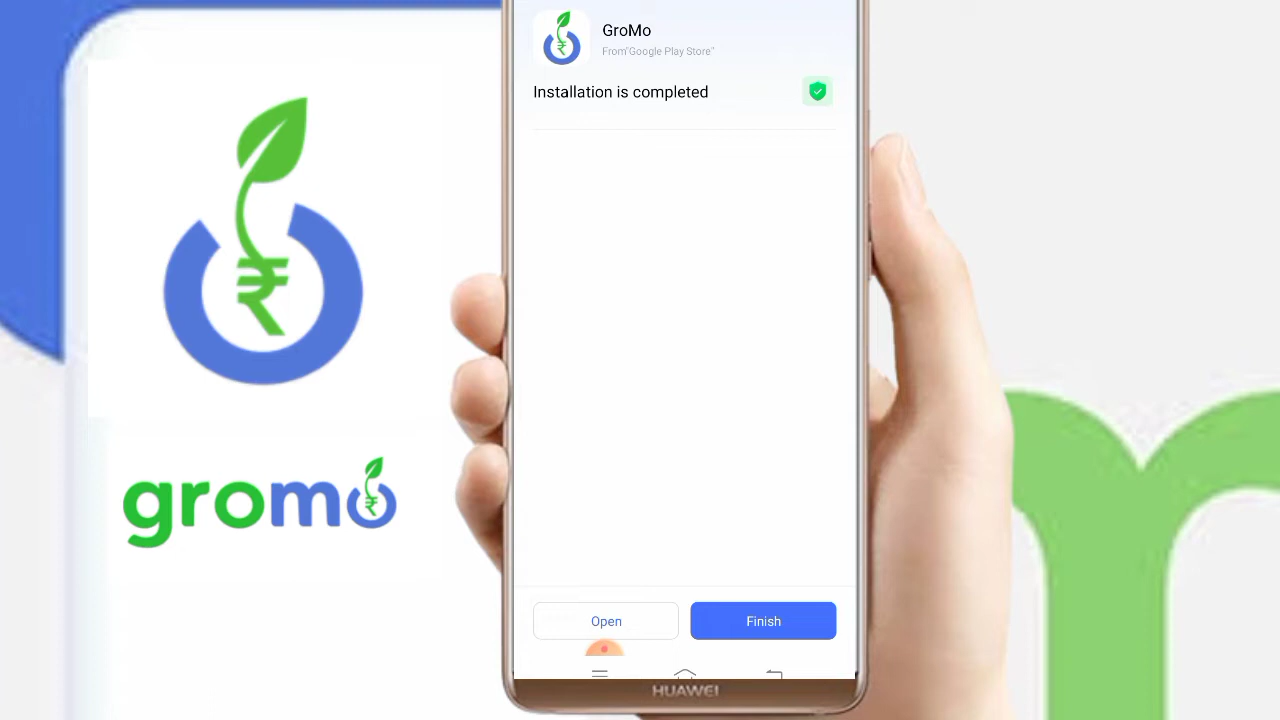 GroMo
From"Google Play Store"
Installation is completed
₹
gromo
₹
Open
Finish
HUAWEI